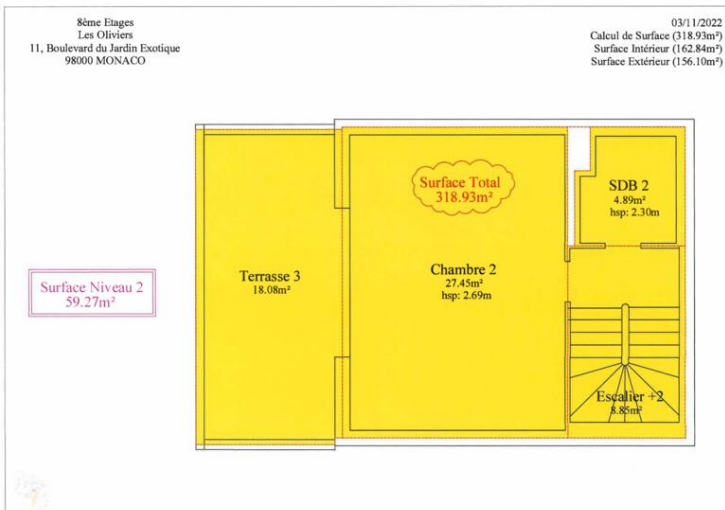 8ème Etages
Les Oliviers
11, Boulevard du Jardin Exotique
98000 MONACO
03/11/2022
Calcul de Surface (318.93m²)
Surface Intérieur (162.84m²)
Surface Extérieur (156.10m²)
Surface Total
318.93m²
SDB 2
4.89m²
hsp: 2.30m
Surface Niveau 2
59.27m²
Terrasse 3
18.08m²
Chambre 2
27.45m²
hsp: 2.69m
Escalier +2
8.85m²